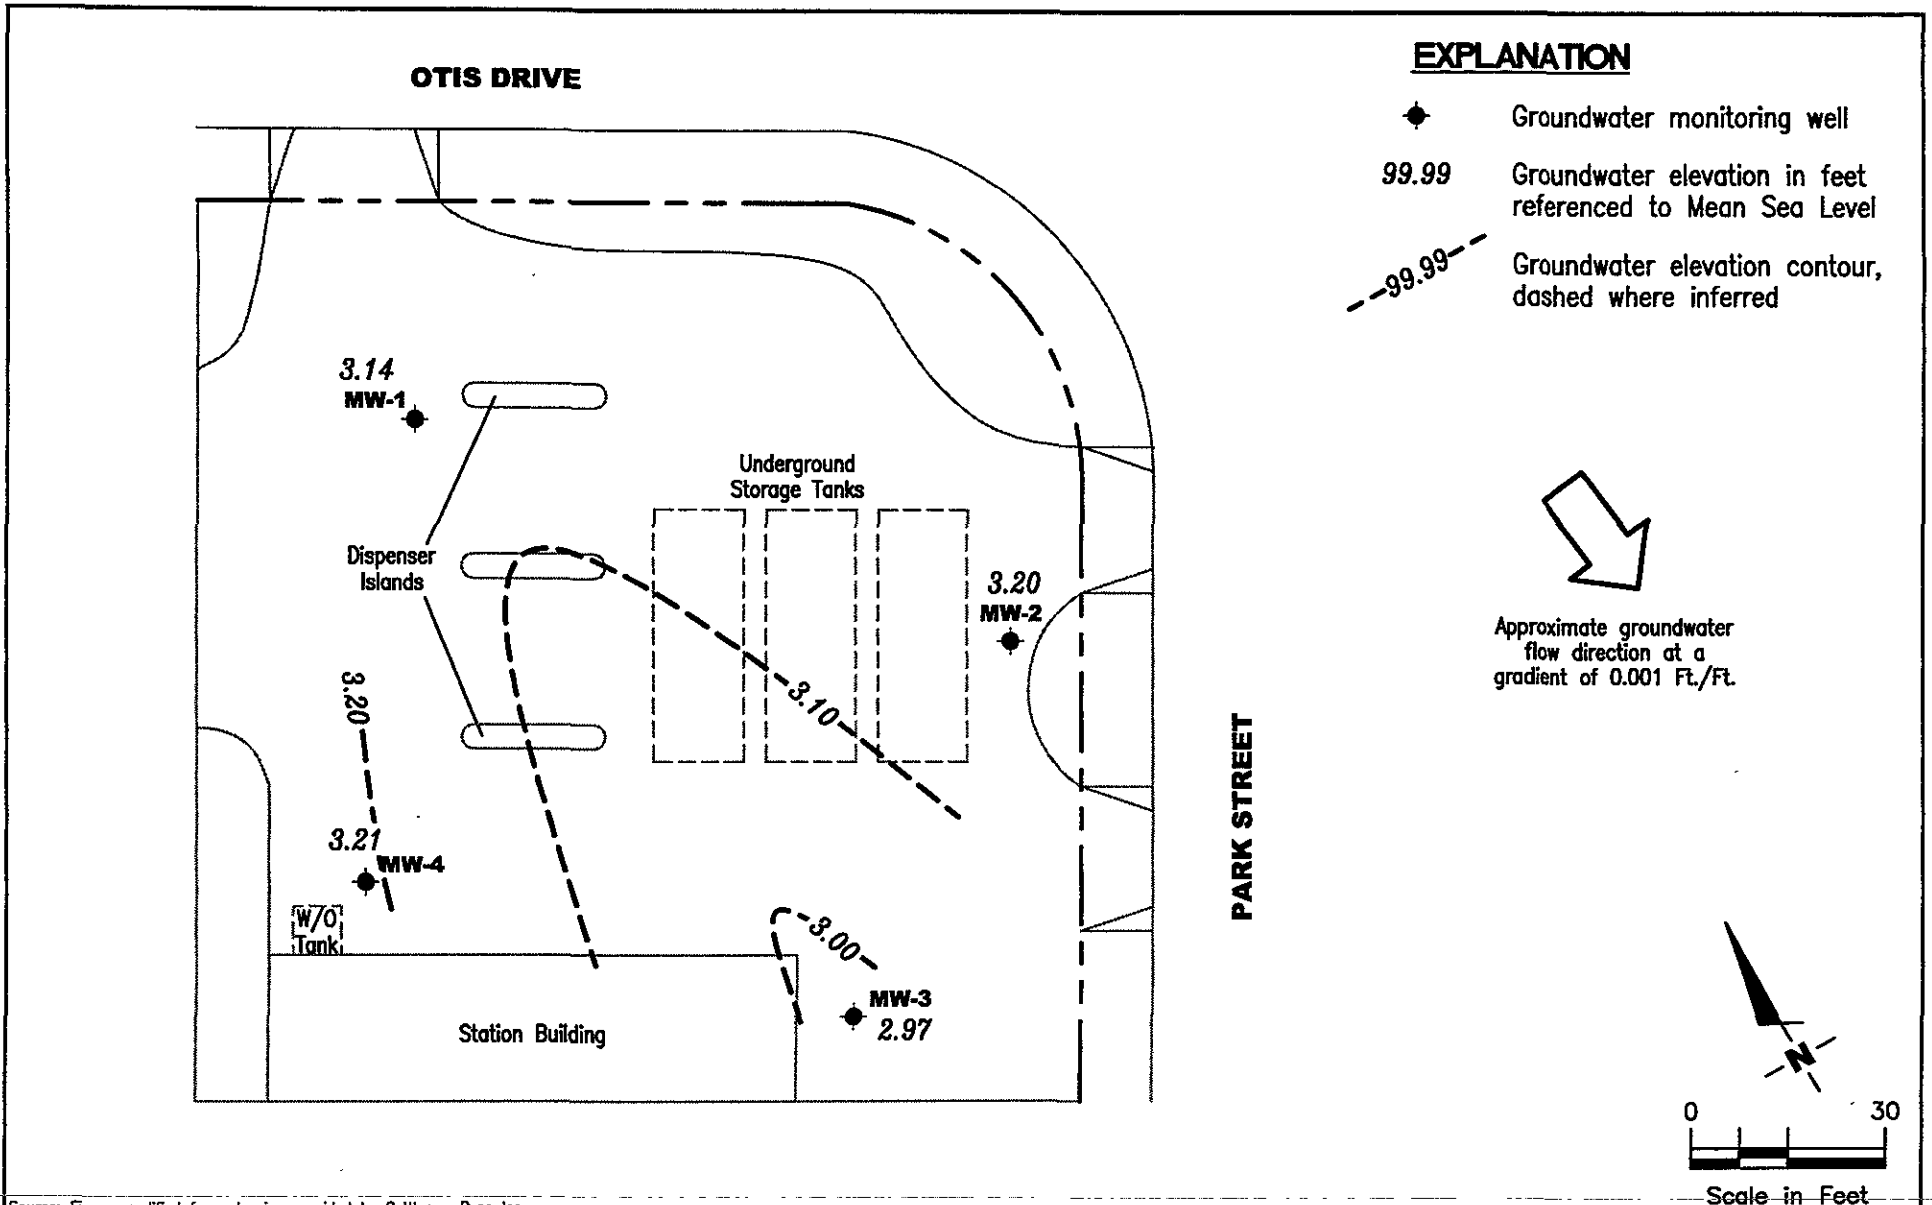 OTIS DRIVE
EXPLANATION
Groundwater monitoring well
99.99
Groundwater elevation in feet
referenced to Mean Sea Level
99.99
Groundwater elevation contour,
dashed where inferred
3.14
MW-1
Underground
Storage Tanks
Dispenser
Islands
3.20
MW-2
Approximate groundwater
flow direction at a
gradient of 0.001 Ft./Ft.
3.20
3.10
PARK STREET
3.21
MW-4
W/O
Tank
3.00
MW-3
2.97
Station Building
N
0 30
Scale in Feet